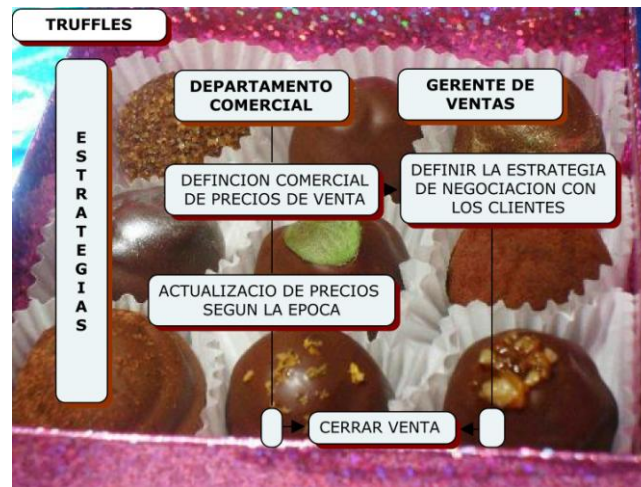 TRUFFLES
ESTRATEGIAS
DEPARTAMENTO
COMERCIAL
GERENTE DE
VENTAS
DEFINCION COMERCIAL
DE PRECIOS DE VENTA
DEFINIR LA ESTRATEGIA
DE NEGOCIACION CON
LOS CLIENTES
ACTUALIZACIO DE PRECIOS
SEGUN LA EPOCA
CERRAR VENTA